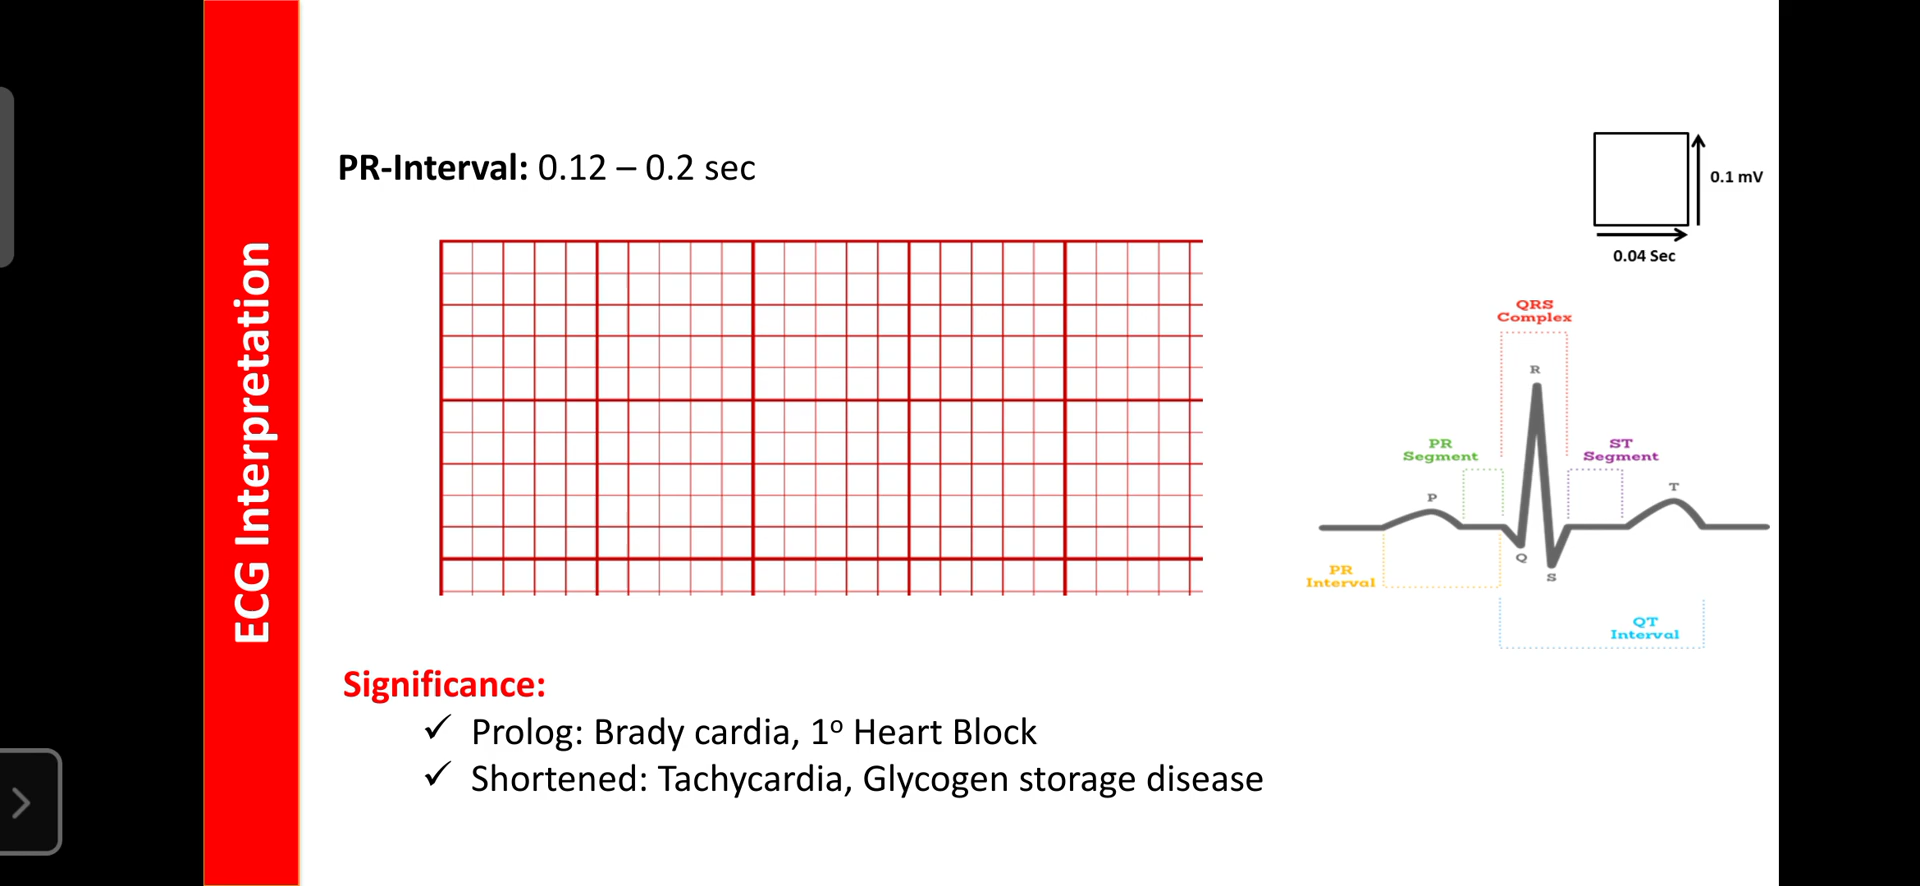 ECG Interpretation
PR-Interval: 0.12 – 0.2 sec
0.1 mV
0.04 Sec
QRS
Complex
R
PR
Segment
ST
Segment
P
T
Q
S
PR
Interval
QT
Interval
Significance:
✓ Prolog: Brady cardia, 1º Heart Block
✓ Shortened: Tachycardia, Glycogen storage disease